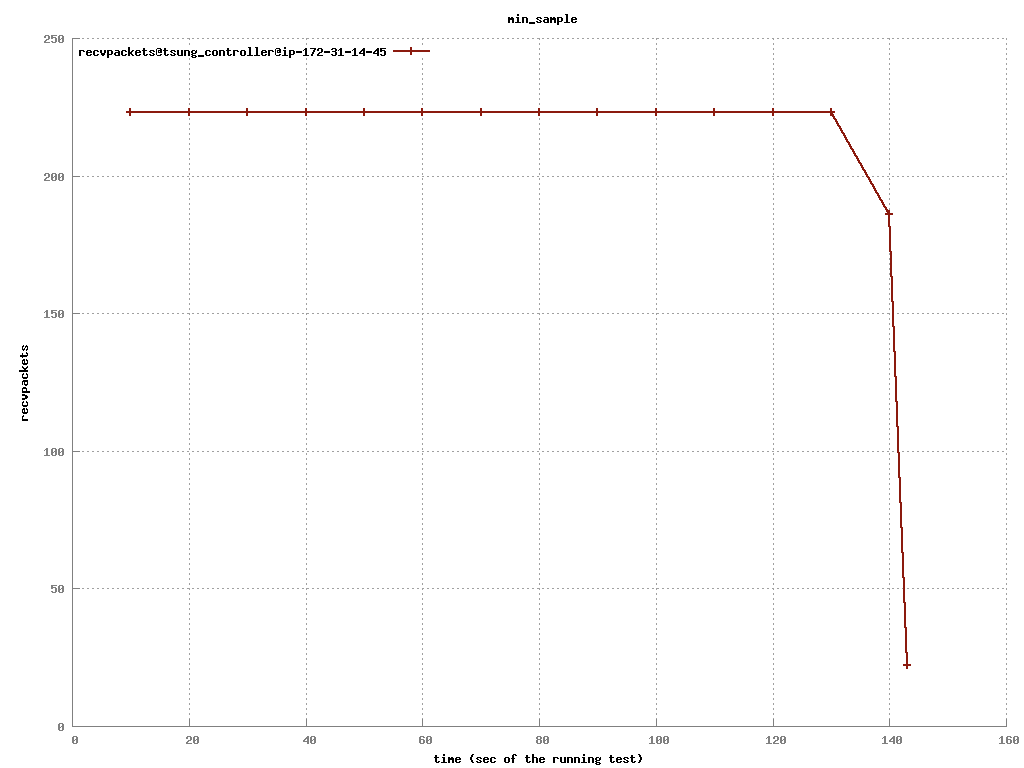 min_sample
250
recvpackets@tsung_controller@ip-172-31-14-45
200
150
recvpackets
100
50
0
0 20 40 60 80 100 120 140 160
time (sec of the running test)